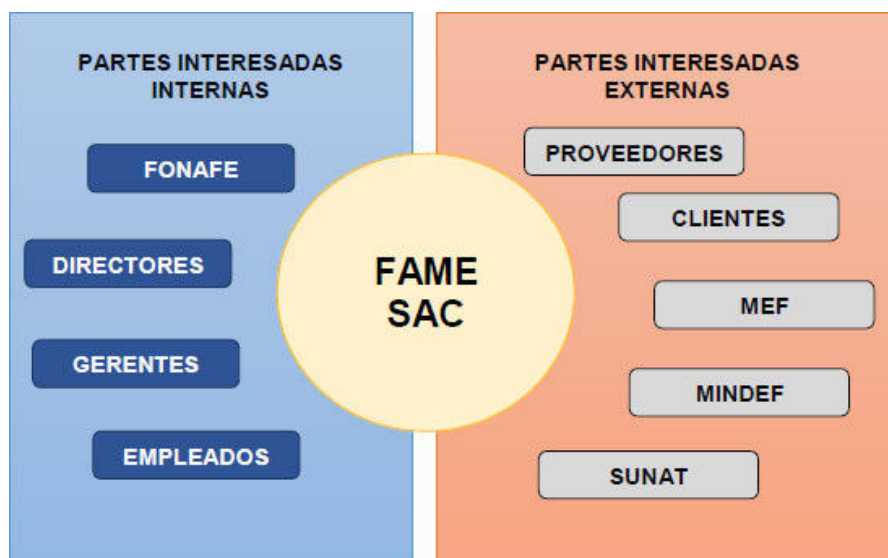 PARTES INTERESADAS
INTERNAS
FONAFE
DIRECTORES
GERENTES
EMPLEADOS
FAME
SAC
PARTES INTERESADAS
EXTERNAS
PROVEEDORES
CLIENTES
MEF
MINDEF
SUNAT